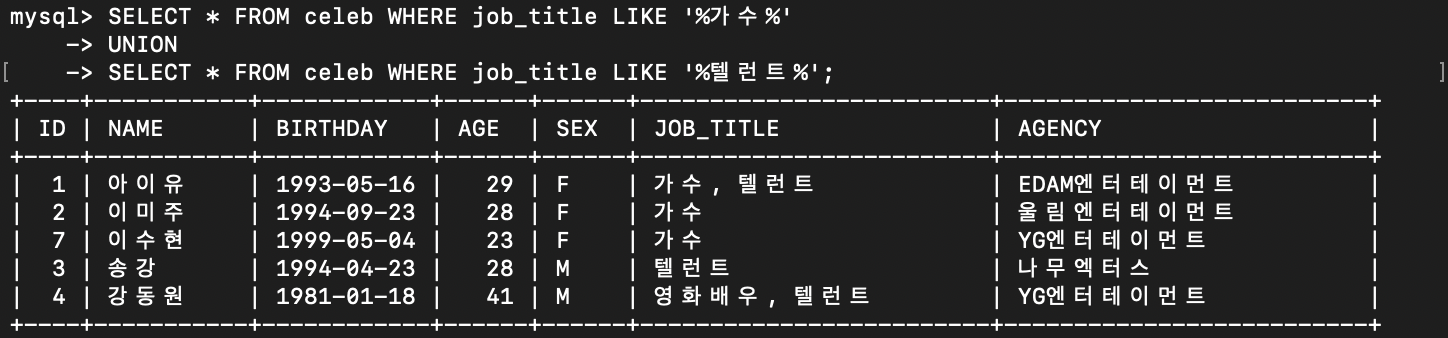 mysql> SELECT * FROM celeb WHERE job_title LIKE '%가수%'
    -> UNION
[    -> SELECT * FROM celeb WHERE job_title LIKE '%텔런트%'; ]
+----+------------+-------------+-----+------+--------------------------+---------------------------+
| ID | NAME | BIRTHDAY | AGE | SEX | JOB_TITLE | AGENCY |
+----+------------+-------------+-----+------+--------------------------+---------------------------+
| 1 | 아이유 | 1993-05-16 | 29 | F | 가수, 텔런트 | EDAM엔터테이먼트 |
| 2 | 이미주 | 1994-09-23 | 28 | F | 가수 | 울림엔터테이먼트 |
| 7 | 이수현 | 1999-05-04 | 23 | F | 가수 | YG엔터테이먼트 |
| 3 | 송강 | 1994-04-23 | 28 | M | 텔런트 | 나무엑터스 |
| 4 | 강동원 | 1981-01-18 | 41 | M | 영화배우, 텔런트 | YG엔터테이먼트 |
+----+------------+-------------+-----+------+--------------------------+---------------------------+